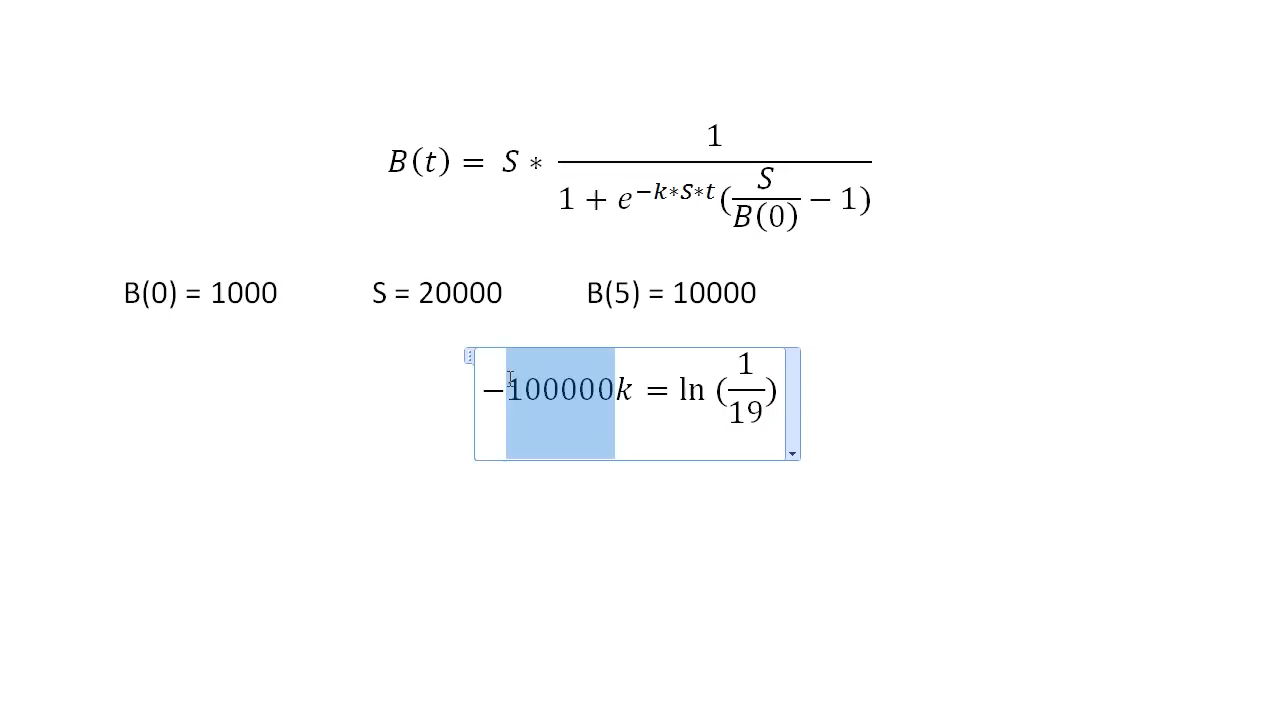 B(t) = S * 1 / (1 + e^{-k*S*t}(S / B(0) - 1))
B(0) = 1000 S = 20000 B(5) = 10000
−100000k = ln (1/19)